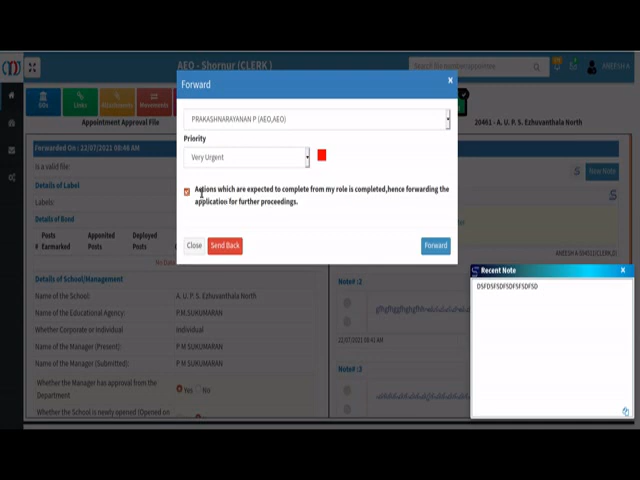 AEO - Shornur (CLERK )
ANEESH A
G0s
Links
Attachments
Movements
Appointment Approval File
20461 - A. U. P. S. Ezhuvanthala North
Forward
×
PRAKASHNARAYANAN P (AEO,AEO)
Priority
Very Urgent
Actions which are expected to complete from my role is completed,hence forwarding the
application for further proceedings.
Close
Send Back
Forward
Forwarded On : 22/07/2021 08:46 AM
Is a valid file:
New Note
Details of Label
Labels:
Details of Bond
Posts
Appointed
Deployed
# Earmarked
Posts
Posts
Details of School/Management
Name of the School:
A. U. P. S. Ezhuvanthala North
Name of the Educational Agency:
P.M.SUKUMARAN
Whether Corporate or Individual
Individual
Name of the Manager (Present):
P M SUKUMARAN
Name of the Manager (Submitted):
P M SUKUMARAN
Whether the Manager has approval from the
Department
Yes
No
Whether the School is newly opened (Opened on
Note# :2
22/07/2021 08:42 AM
Note# :3
Recent Note
×
DSFDSFSDFSDFSFSDFSD